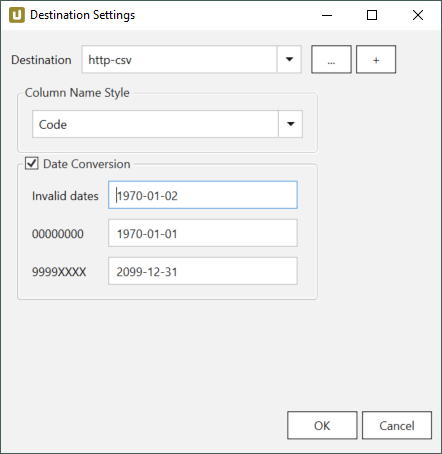 U Destination Settings
Destination http-csv ... +
Column Name Style
Code
Date Conversion
Invalid dates 1970-01-02
00000000 1970-01-01
9999XXXX 2099-12-31
OK Cancel